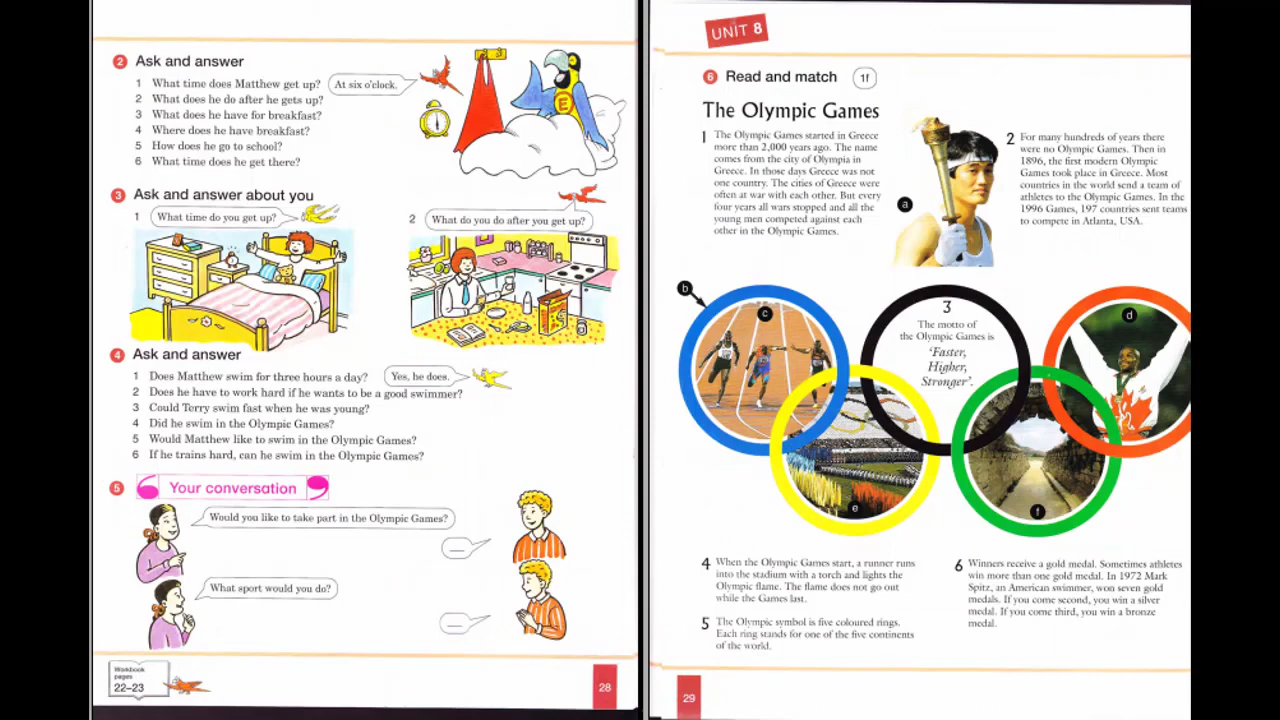 2 Ask and answer
1 What time does Matthew get up?
At six o'clock.
2 What does he do after he gets up?
3 What does he have for breakfast?
4 Where does he have breakfast?
5 How does he go to school?
6 What time does he get there?
E
3 Ask and answer about you
1 What time do you get up?
2 What do you do after you get up?
4 Ask and answer
1 Does Matthew swim for three hours a day?
Yes, he does.
2 Does he have to work hard if he wants to be a good swimmer?
3 Could Terry swim fast when he was young?
4 Did he swim in the Olympic Games?
5 Would Matthew like to swim in the Olympic Games?
6 If he trains hard, can he swim in the Olympic Games?
5 Your conversation
Would you like to take part in the Olympic Games?
What sport would you do?
Workbook
pages
22–23
28
UNIT 8
6 Read and match 1f
The Olympic Games
1 The Olympic Games started in Greece
more than 2,000 years ago. The name
comes from the city of Olympia in
Greece. In those days Greece was not
one country. The cities of Greece were
often at war with each other. But every
four years all wars stopped and all the
young men competed against each
other in the Olympic Games.
a
2 For many hundreds of years there
were no Olympic Games. Then in
1896, the first modern Olympic
Games took place in Greece. Most
countries in the world send a team of
athletes to the Olympic Games. In the
1996 Games, 197 countries sent teams
to compete in Atlanta, USA.
b
c
3
The motto of
the Olympic Games is
'Faster,
Higher,
Stronger'.
d
e
f
4 When the Olympic Games start, a runner runs
into the stadium with a torch and lights the
Olympic flame. The flame does not go out
while the Games last.
5 The Olympic symbol is five coloured rings.
Each ring stands for one of the five continents
of the world.
6 Winners receive a gold medal. Sometimes athletes
win more than one gold medal. In 1972 Mark
Spitz, an American swimmer, won seven gold
medals. If you come second, you win a silver
medal. If you come third, you win a bronze
medal.
29